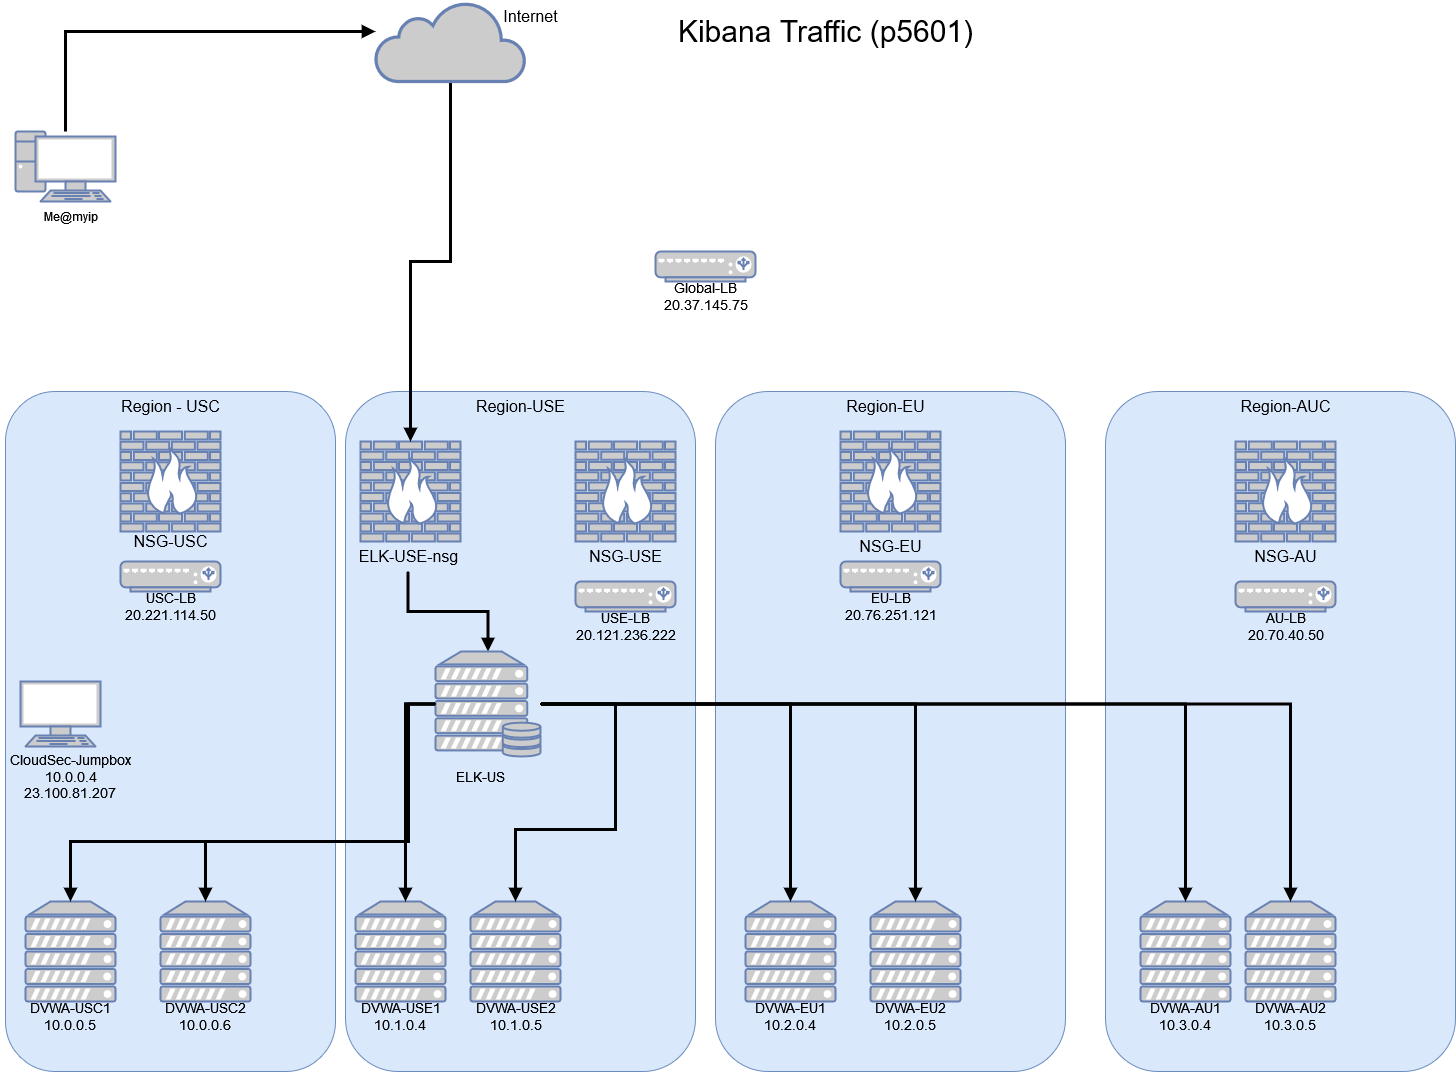 Internet
Kibana Traffic (p5601)
Me@myip
Global-LB
20.37.145.75
Region - USC
NSG-USC
USC-LB
20.221.114.50
CloudSec-Jumpbox
10.0.0.4
23.100.81.207
DVWA-USC1
10.0.0.5
DVWA-USC2
10.0.0.6
Region-USE
ELK-USE-nsg
NSG-USE
USE-LB
20.121.236.222
ELK-US
DVWA-USE1
10.1.0.4
DVWA-USE2
10.1.0.5
Region-EU
NSG-EU
EU-LB
20.76.251.121
DVWA-EU1
10.2.0.4
DVWA-EU2
10.2.0.5
Region-AUC
NSG-AU
AU-LB
20.70.40.50
DVWA-AU1
10.3.0.4
DVWA-AU2
10.3.0.5